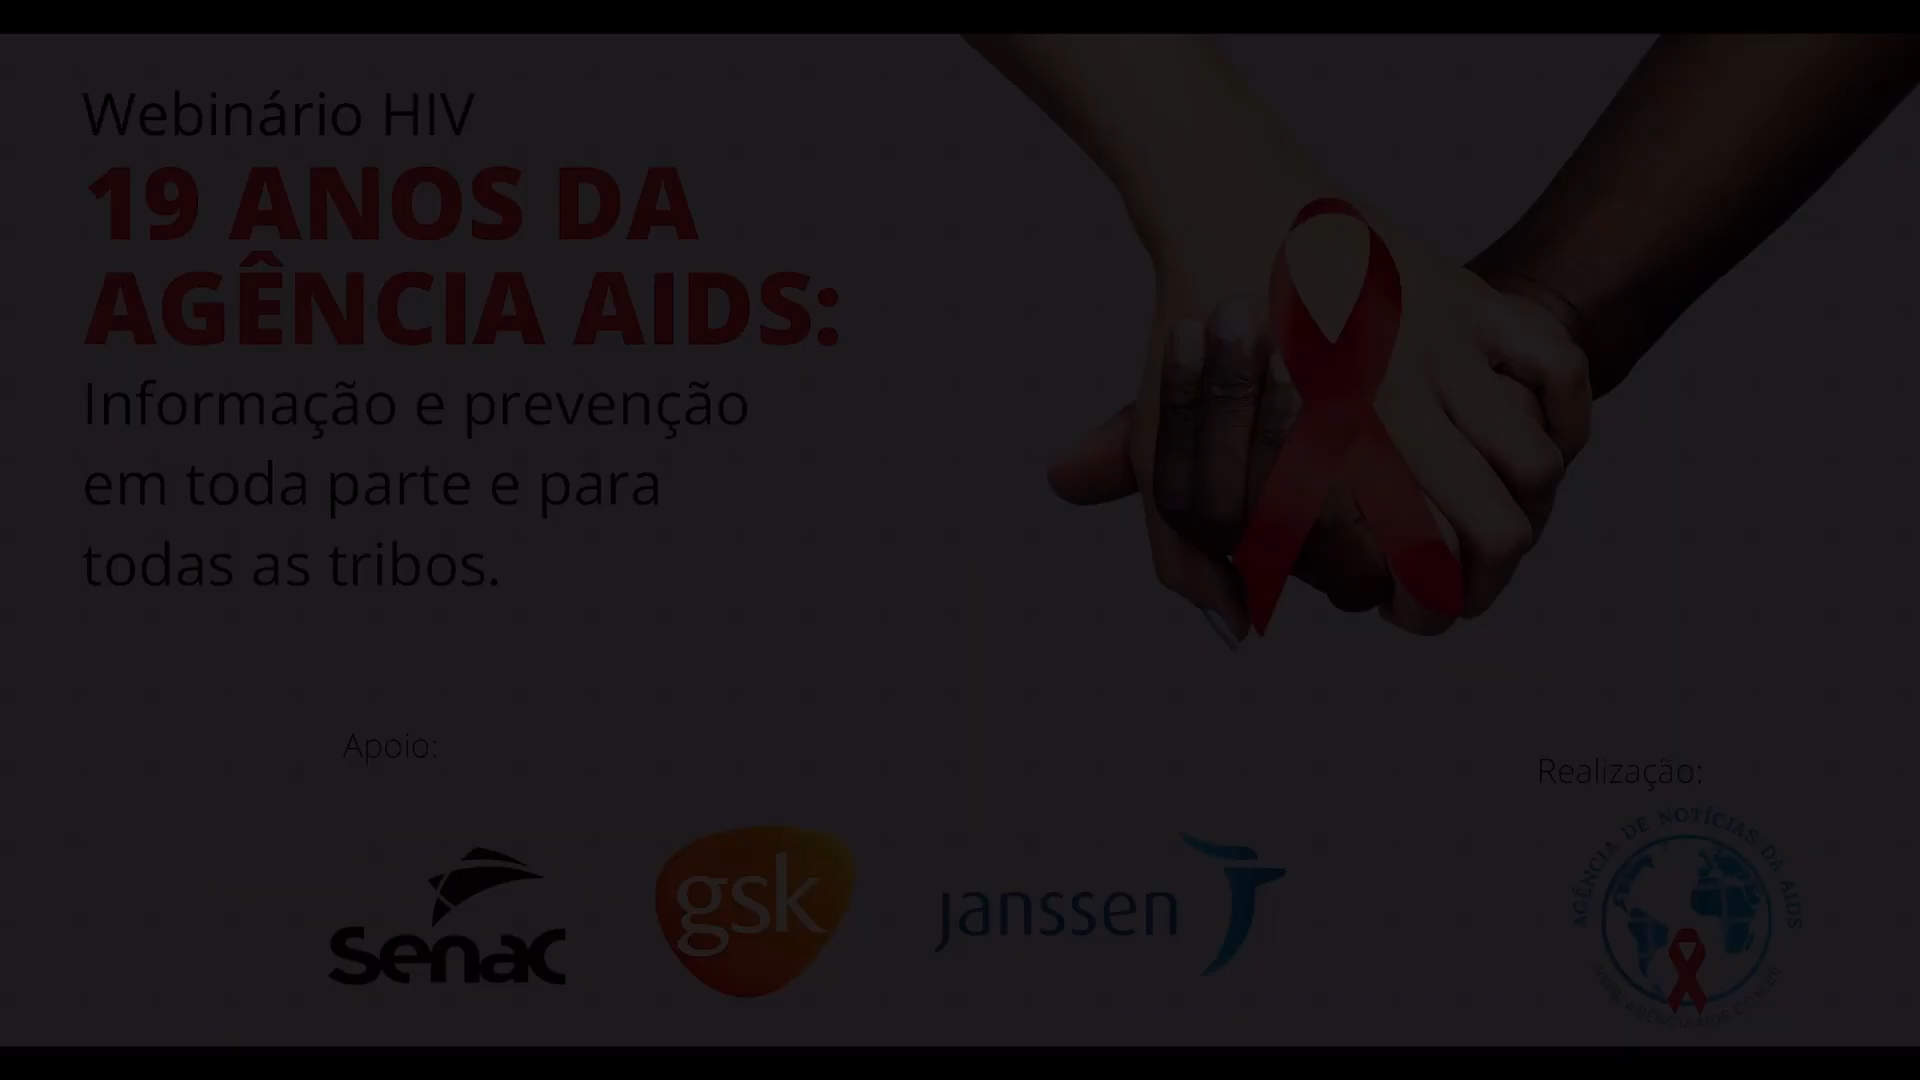 Webinário HIV
19 ANOS DA
AGÊNCIA AIDS:
Informação e prevenção
em toda parte e para
todas as tribos.
Apoio:
Realização:
senac
gsk
janssen
AGÊNCIA DE NOTÍCIAS DA AIDS